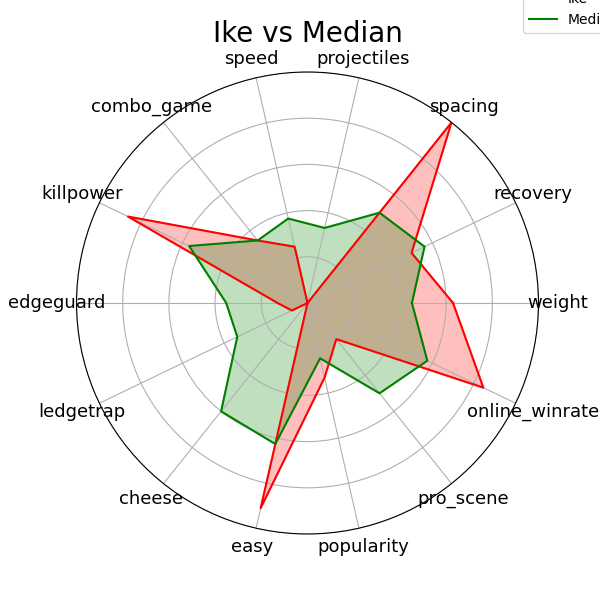 Ike vs Median
speed
projectiles
combo_game
spacing
killpower
recovery
edgeguard
weight
ledgetrap
online_winrate
cheese
pro_scene
easy
popularity